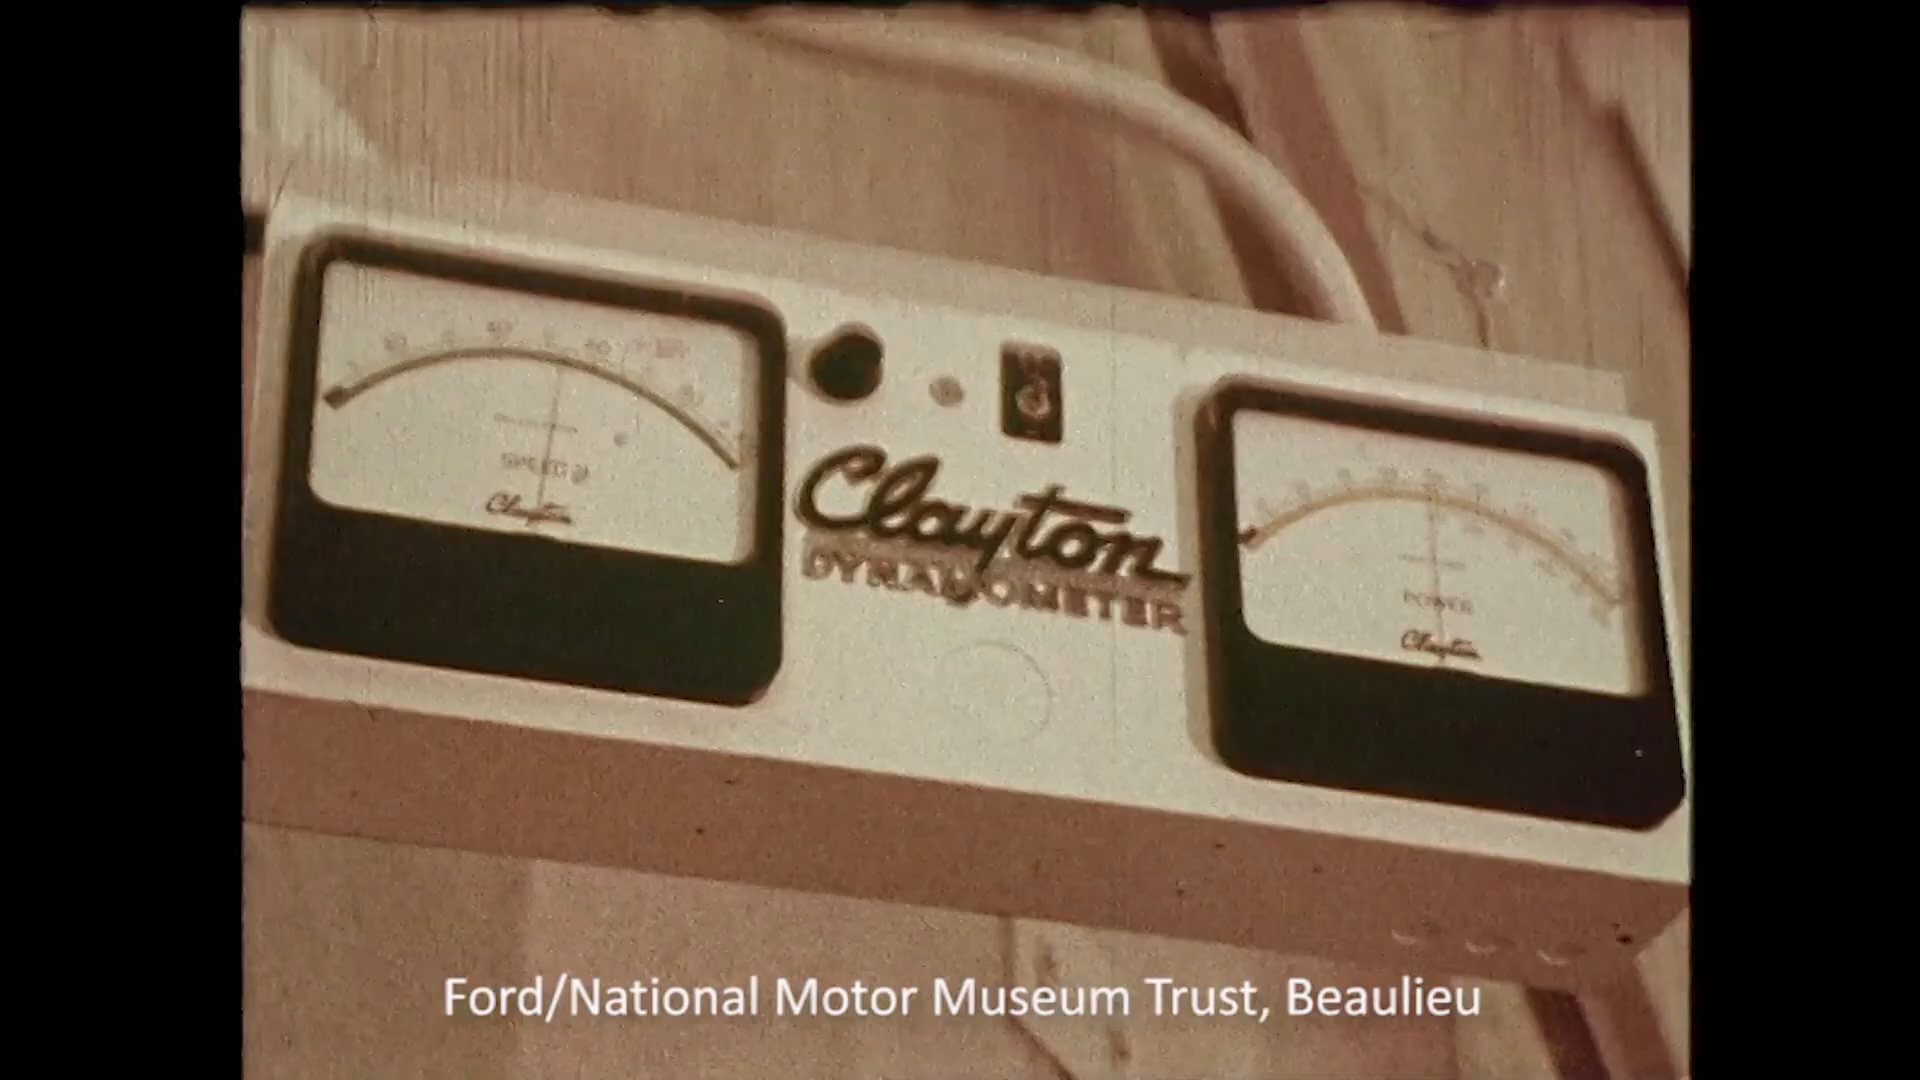 Clayton
DYNAMOMETER
SPEED
Clayton
POWER
Clayton
Ford/National Motor Museum Trust, Beaulieu